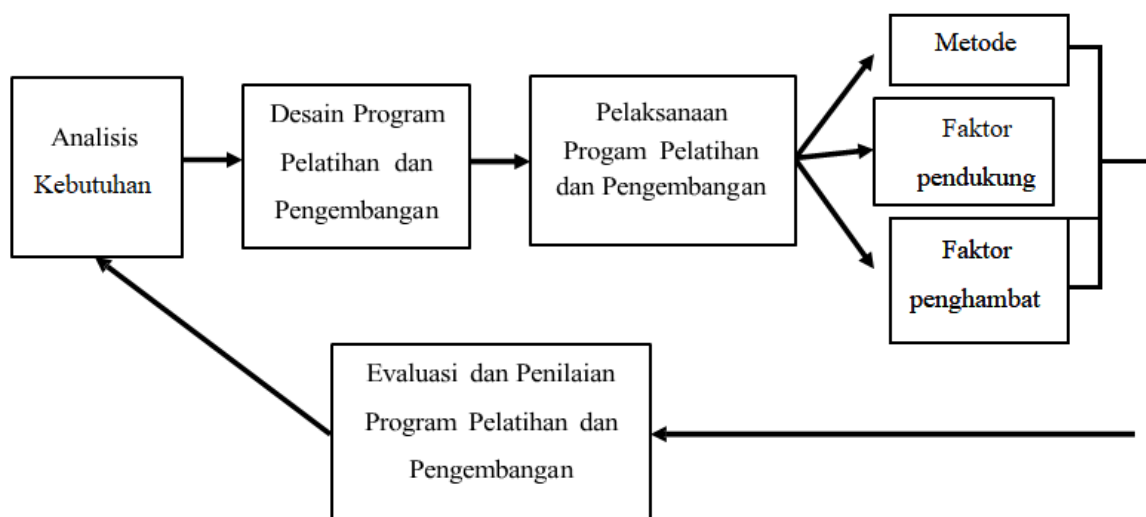 Analisis
Kebutuhan
Desain Program
Pelatihan dan
Pengembangan
Pelaksanaan
Progam Pelatihan
dan Pengembangan
Metode
Faktor
pendukung
Faktor
penghambat
Evaluasi dan Penilaian
Program Pelatihan dan
Pengembangan